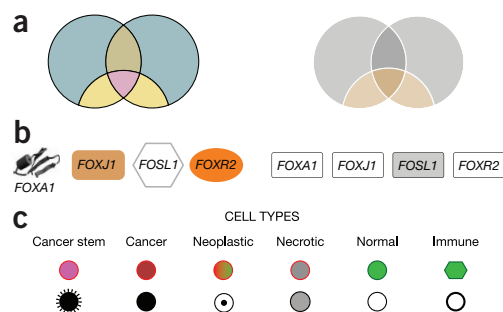 a
b
FOXA1 FOXJ1 FOSL1 FOXR2 FOXA1 FOXJ1 FOSL1 FOXR2
c
CELL TYPES
Cancer stem Cancer Neoplastic Necrotic Normal Immune